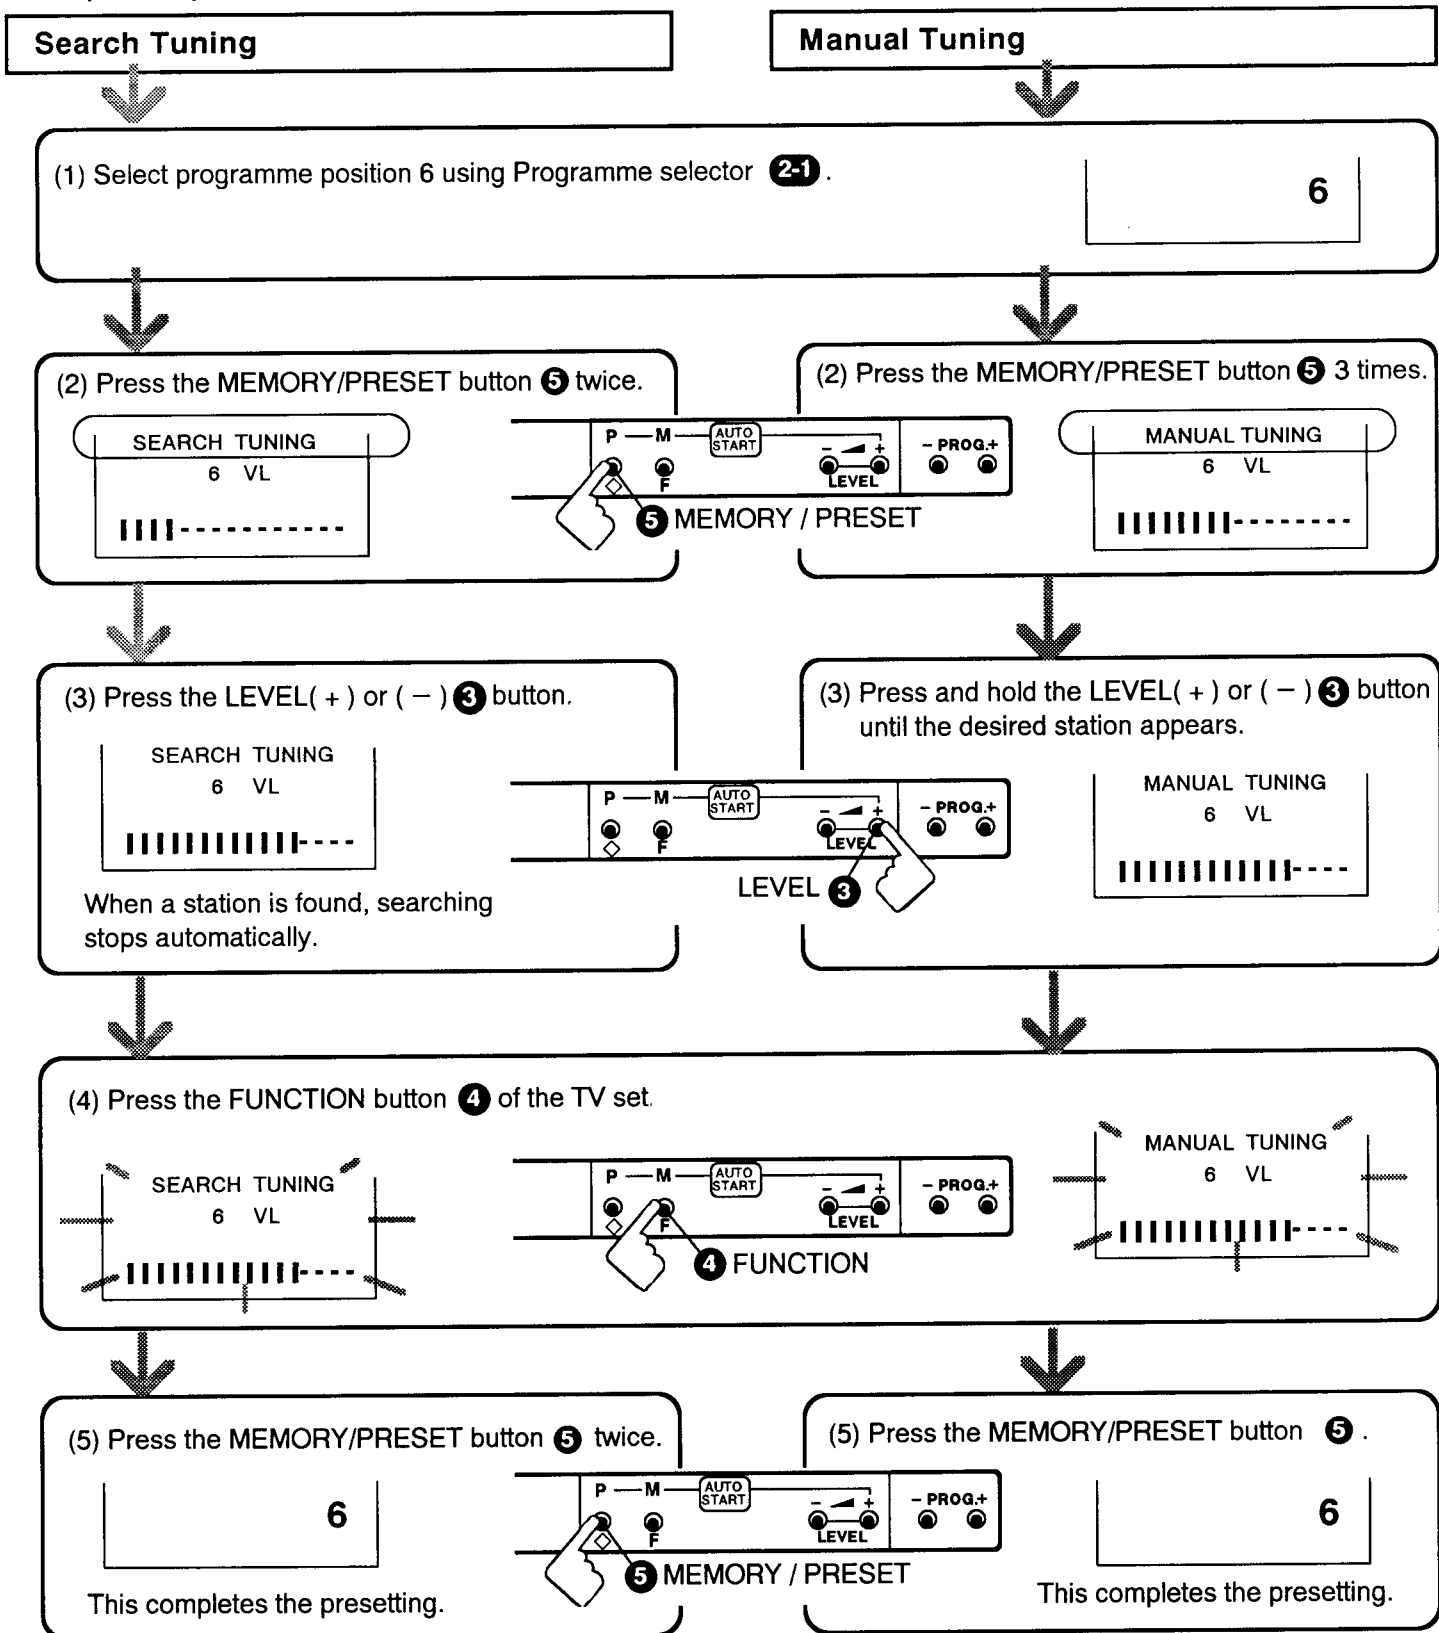 Search Tuning
Manual Tuning
(1) Select programme position 6 using Programme selector 2-1 .
6
(2) Press the MEMORY/PRESET button 5 twice.
SEARCH TUNING
6 VL
P M AUTO START - + LEVEL - PROG.+
F
5 MEMORY / PRESET
(2) Press the MEMORY/PRESET button 5 3 times.
MANUAL TUNING
6 VL
(3) Press the LEVEL( + ) or ( − ) 3 button.
SEARCH TUNING
6 VL
When a station is found, searching
stops automatically.
P M AUTO START - + LEVEL - PROG.+
F
LEVEL 3
(3) Press and hold the LEVEL( + ) or ( − ) 3 button
until the desired station appears.
MANUAL TUNING
6 VL
(4) Press the FUNCTION button 4 of the TV set.
SEARCH TUNING
6 VL
P M AUTO START - + LEVEL - PROG.+
F
4 FUNCTION
MANUAL TUNING
6 VL
(5) Press the MEMORY/PRESET button 5 twice.
6
This completes the presetting.
P M AUTO START - + LEVEL - PROG.+
F
5 MEMORY / PRESET
(5) Press the MEMORY/PRESET button 5 .
6
This completes the presetting.